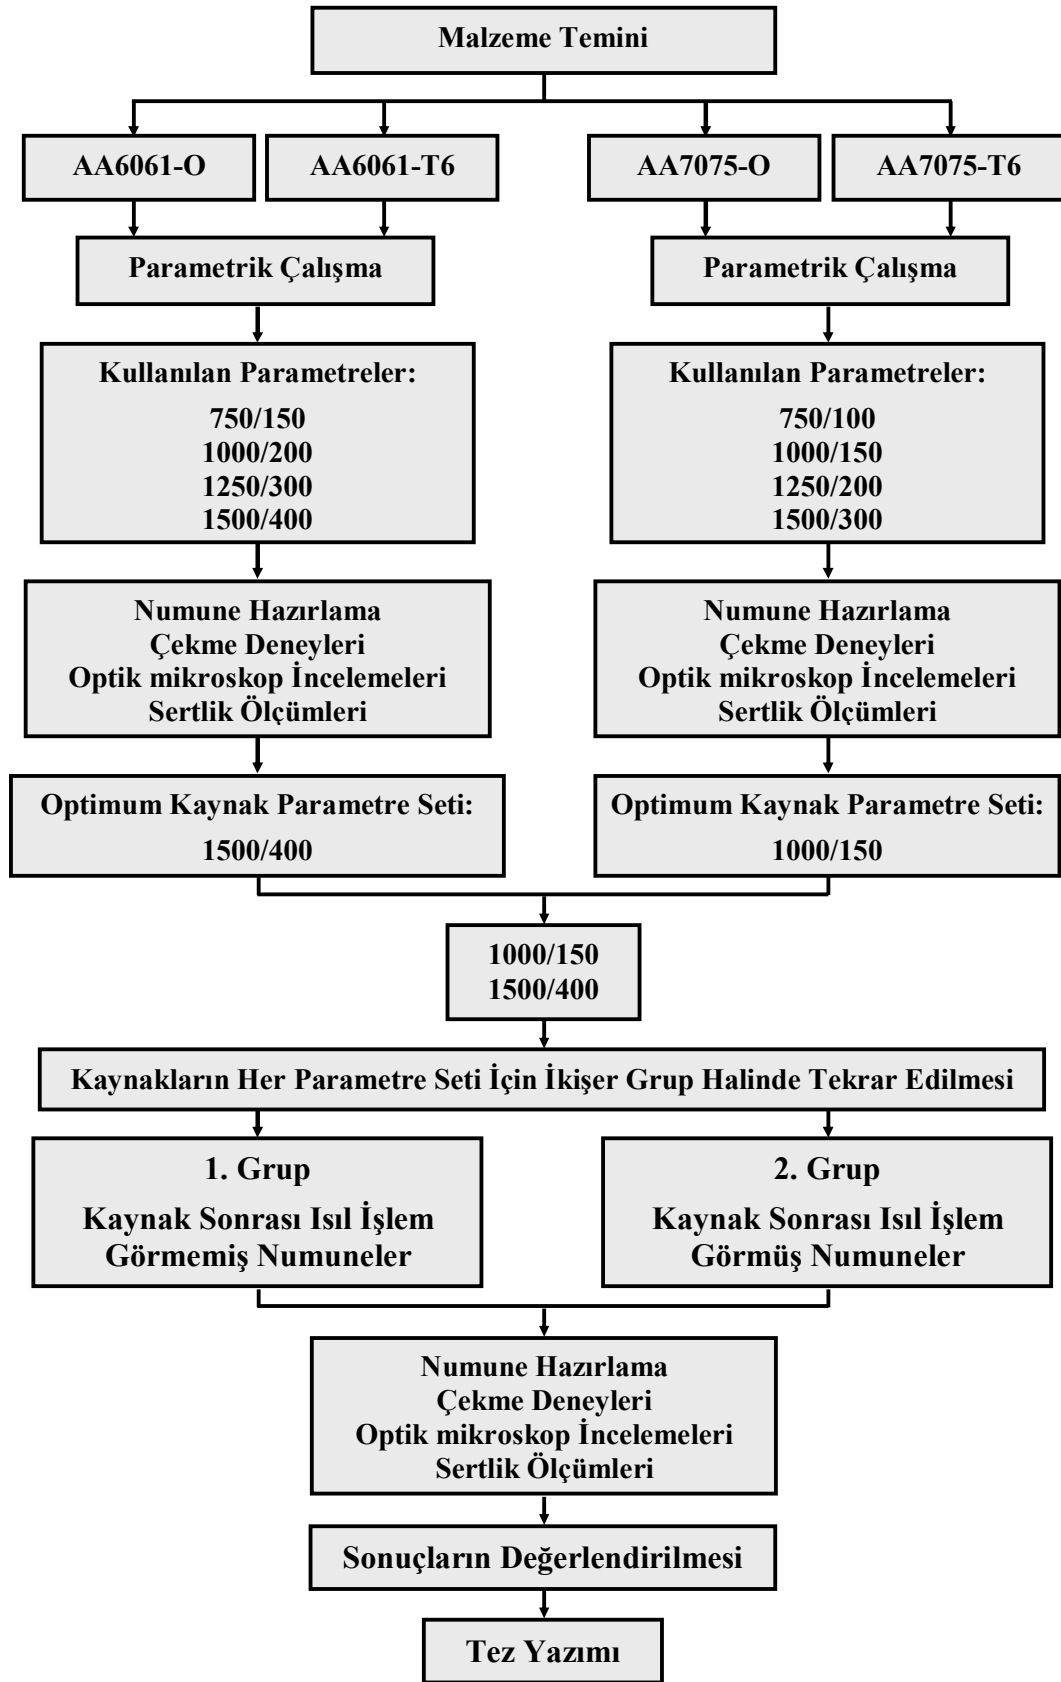 Malzeme Temini
AA6061-O
AA6061-T6
AA7075-O
AA7075-T6
Parametrik Çalışma
Parametrik Çalışma
Kullanılan Parametreler:
750/150
1000/200
1250/300
1500/400
Kullanılan Parametreler:
750/100
1000/150
1250/200
1500/300
Numune Hazırlama
Çekme Deneyleri
Optik mikroskop İncelemeleri
Sertlik Ölçümleri
Numune Hazırlama
Çekme Deneyleri
Optik mikroskop İncelemeleri
Sertlik Ölçümleri
Optimum Kaynak Parametre Seti:
1500/400
Optimum Kaynak Parametre Seti:
1000/150
1000/150
1500/400
Kaynakların Her Parametre Seti İçin İkişer Grup Halinde Tekrar Edilmesi
1. Grup
Kaynak Sonrası Isıl İşlem
Görmemiş Numuneler
2. Grup
Kaynak Sonrası Isıl İşlem
Görmüş Numuneler
Numune Hazırlama
Çekme Deneyleri
Optik mikroskop İncelemeleri
Sertlik Ölçümleri
Sonuçların Değerlendirilmesi
Tez Yazımı